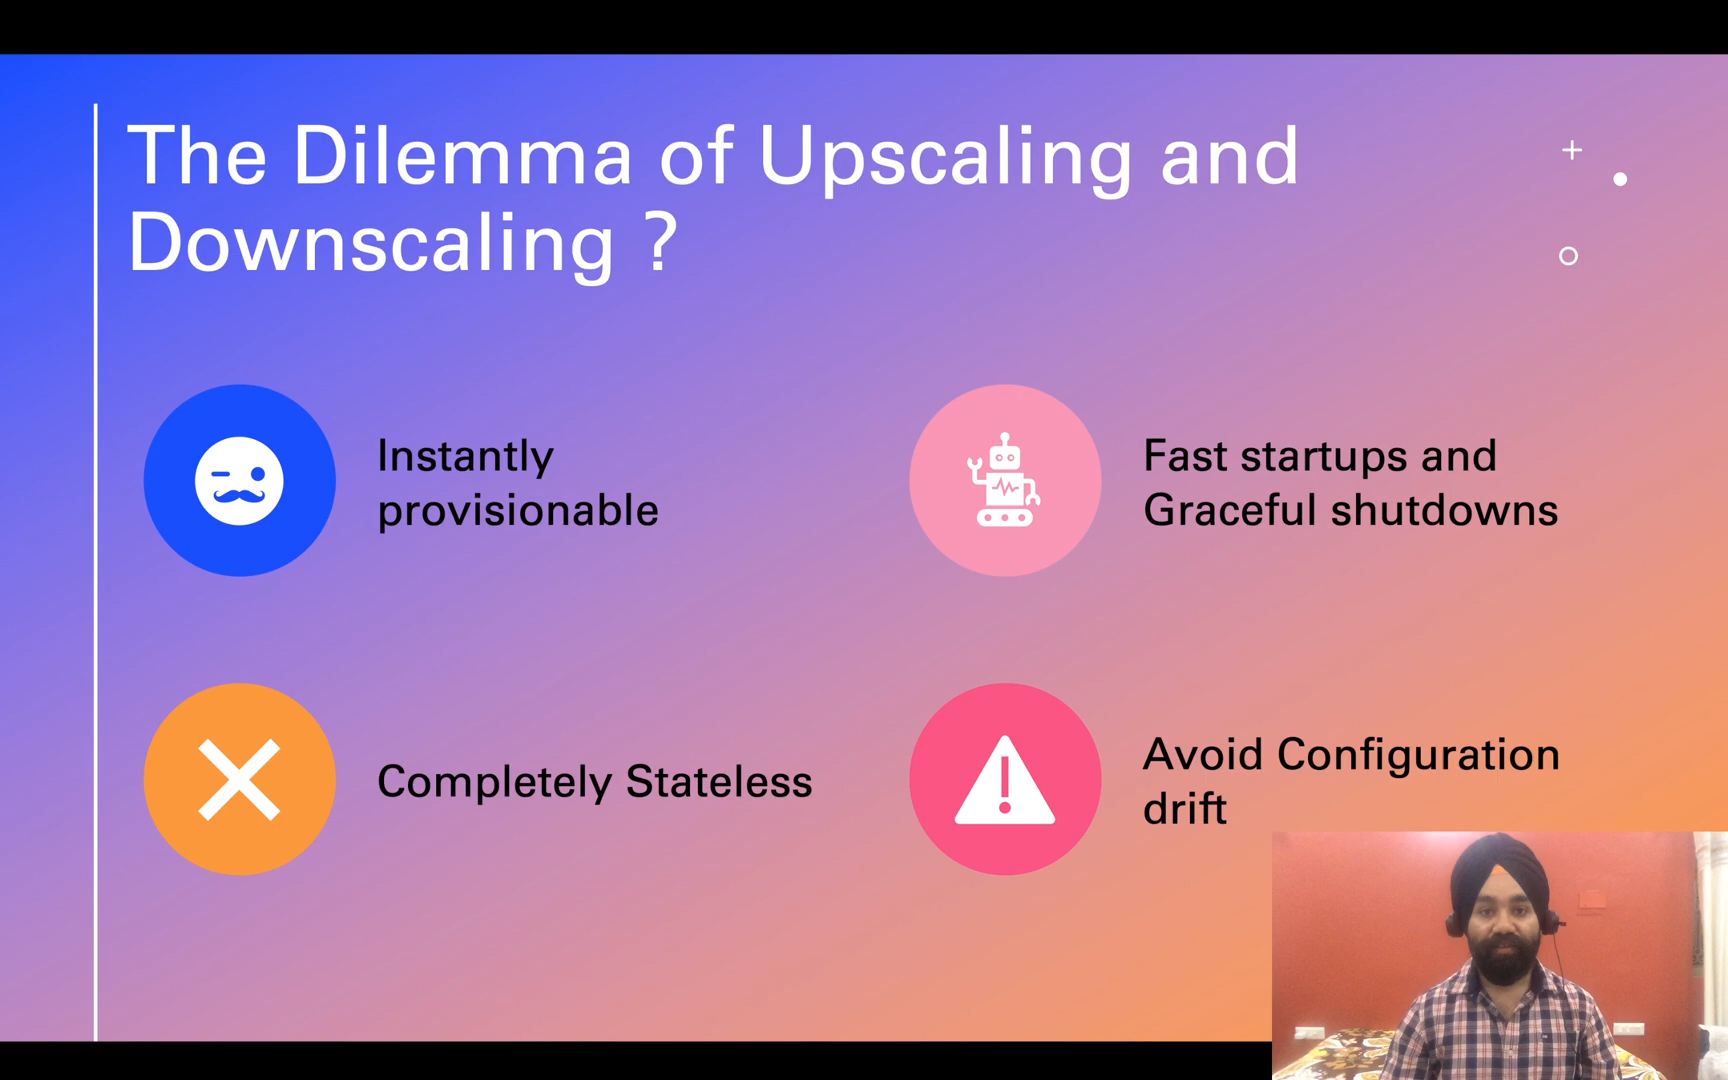 The Dilemma of Upscaling and
Downscaling ?
Instantly
provisionable
Fast startups and
Graceful shutdowns
Completely Stateless
Avoid Configuration
drift